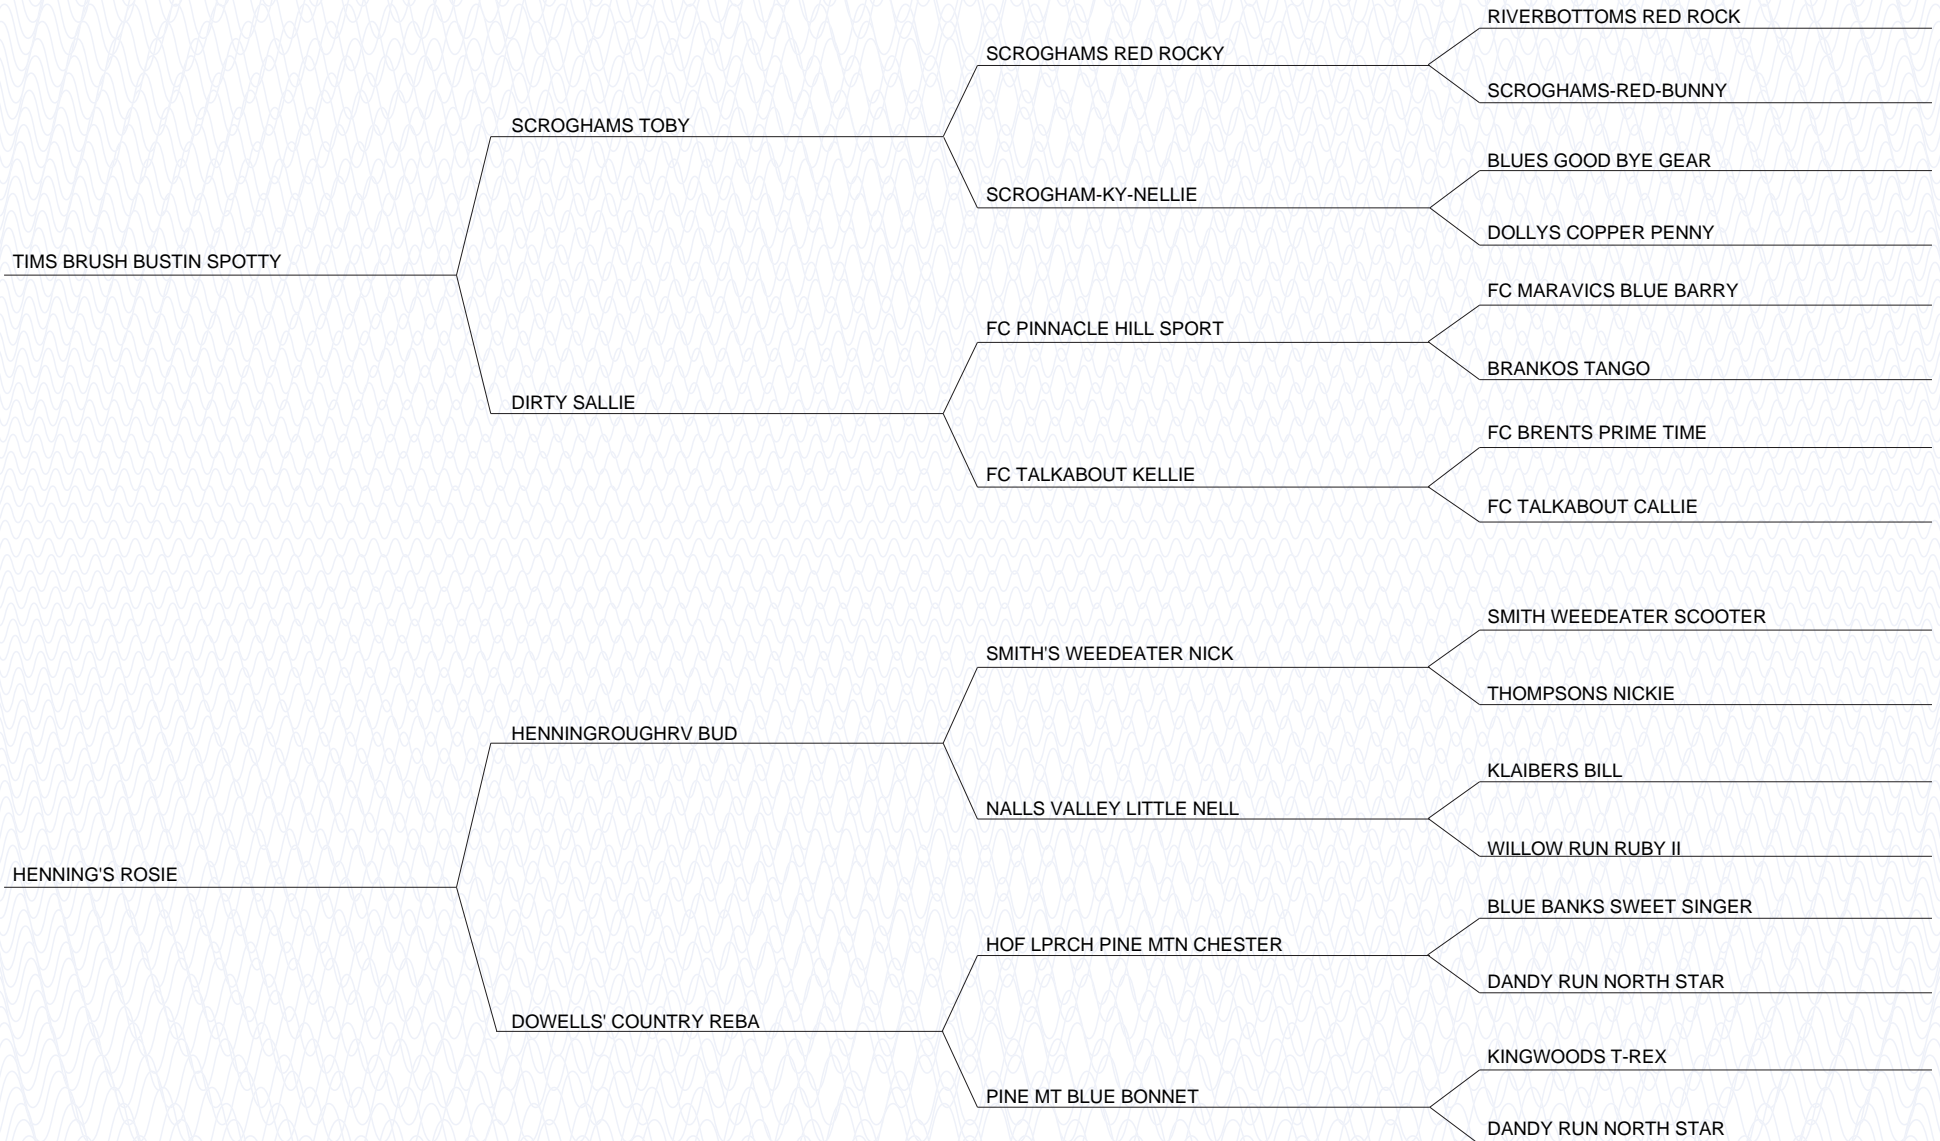 RIVERBOTTOMS RED ROCK
SCROGHAMS RED ROCKY
SCROGHAMS-RED-BUNNY
SCROGHAMS TOBY
BLUES GOOD BYE GEAR
SCROGHAM-KY-NELLIE
DOLLYS COPPER PENNY
TIMS BRUSH BUSTIN SPOTTY
FC MARAVICS BLUE BARRY
FC PINNACLE HILL SPORT
BRANKOS TANGO
DIRTY SALLIE
FC BRENTS PRIME TIME
FC TALKABOUT KELLIE
FC TALKABOUT CALLIE
SMITH WEEDEATER SCOOTER
SMITH'S WEEDEATER NICK
THOMPSONS NICKIE
HENNINGROUGHRV BUD
KLAIBERS BILL
NALLS VALLEY LITTLE NELL
WILLOW RUN RUBY II
HENNING'S ROSIE
BLUE BANKS SWEET SINGER
HOF LPRCH PINE MTN CHESTER
DANDY RUN NORTH STAR
DOWELLS' COUNTRY REBA
KINGWOODS T-REX
PINE MT BLUE BONNET
DANDY RUN NORTH STAR